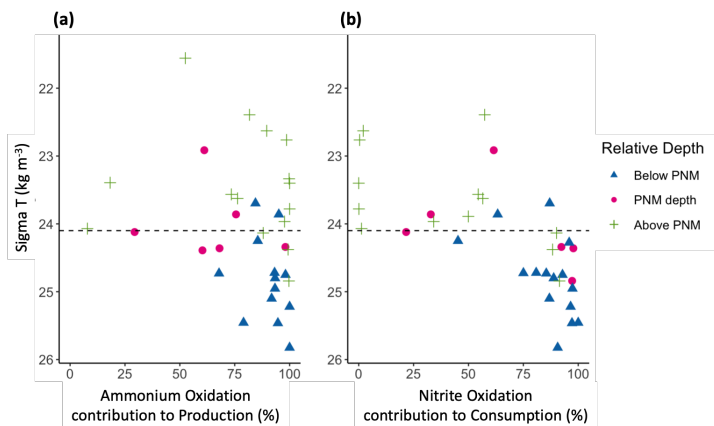 (a)
(b)
22
23
24
25
26
Sigma T (kg m-3)
0
25
50
75
100
Ammonium Oxidation
contribution to Production (%)
22
23
24
25
26
0
25
50
75
100
Nitrite Oxidation
contribution to Consumption (%)
Relative Depth
Below PNM
PNM depth
Above PNM